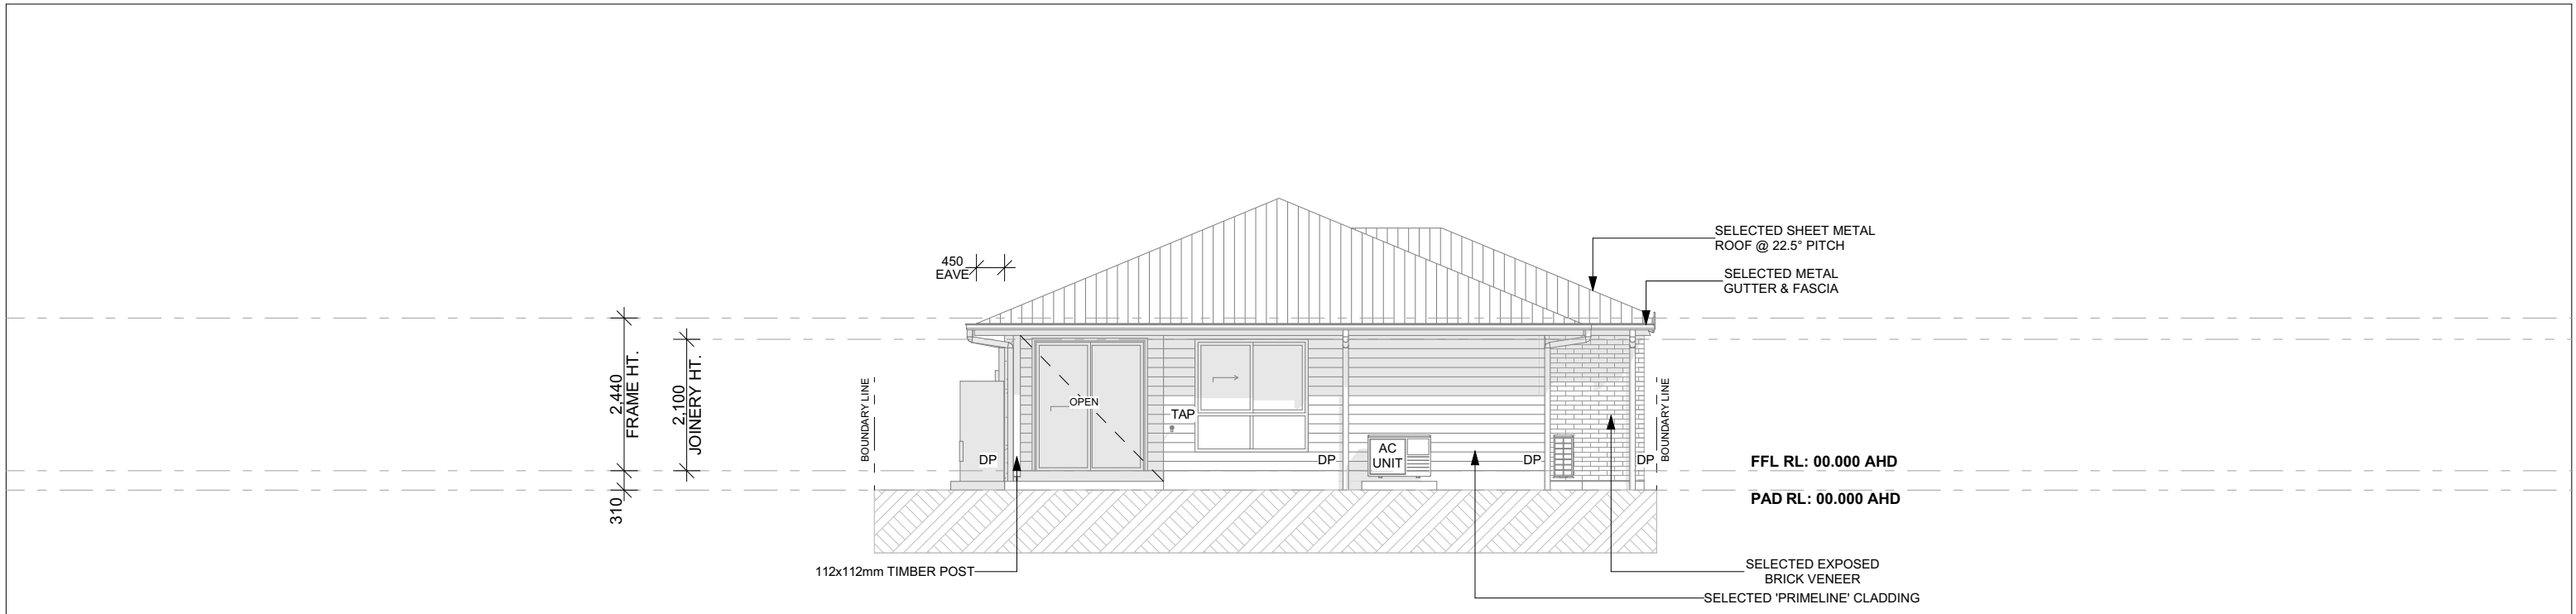 SELECTED SHEET METAL
ROOF @ 22.5° PITCH
450
EAVE
SELECTED METAL
GUTTER & FASCIA
2,440
FRAME HT.
2,100
JOINERY HT.
310
BOUNDARY LINE
OPEN
TAP
DP
DP
AC
UNIT
DP
DP
BOUNDARY LINE
FFL RL: 00.000 AHD
PAD RL: 00.000 AHD
112x112mm TIMBER POST
SELECTED EXPOSED
BRICK VENEER
SELECTED 'PRIMELINE' CLADDING